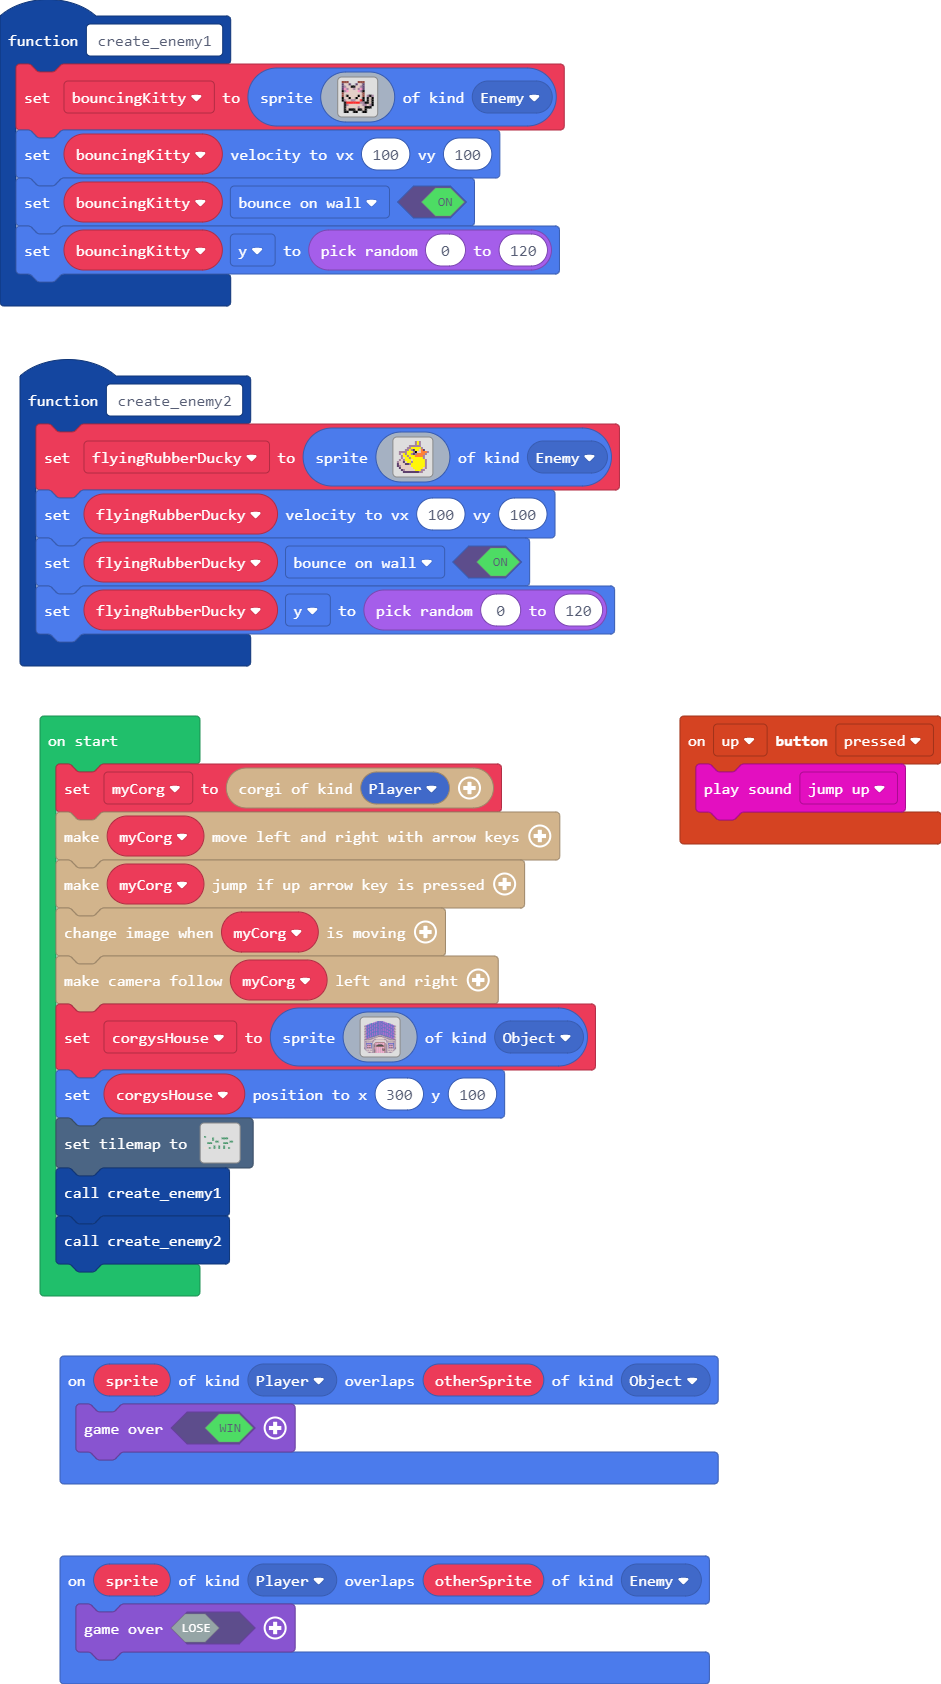 function create_enemy1
set bouncingKitty to sprite of kind Enemy
set bouncingKitty velocity to vx 100 vy 100
set bouncingKitty bounce on wall ON
set bouncingKitty y to pick random 0 to 120
function create_enemy2
set flyingRubberDucky to sprite of kind Enemy
set flyingRubberDucky velocity to vx 100 vy 100
set flyingRubberDucky bounce on wall ON
set flyingRubberDucky y to pick random 0 to 120
on start
set myCorg to corgi of kind Player
make myCorg move left and right with arrow keys
make myCorg jump if up arrow key is pressed
change image when myCorg is moving
make camera follow myCorg left and right
set corgysHouse to sprite of kind Object
set corgysHouse position to x 300 y 100
set tilemap to
call create_enemy1
call create_enemy2
on up button pressed
play sound jump up
on sprite of kind Player overlaps otherSprite of kind Object
game over WIN
on sprite of kind Player overlaps otherSprite of kind Enemy
game over LOSE